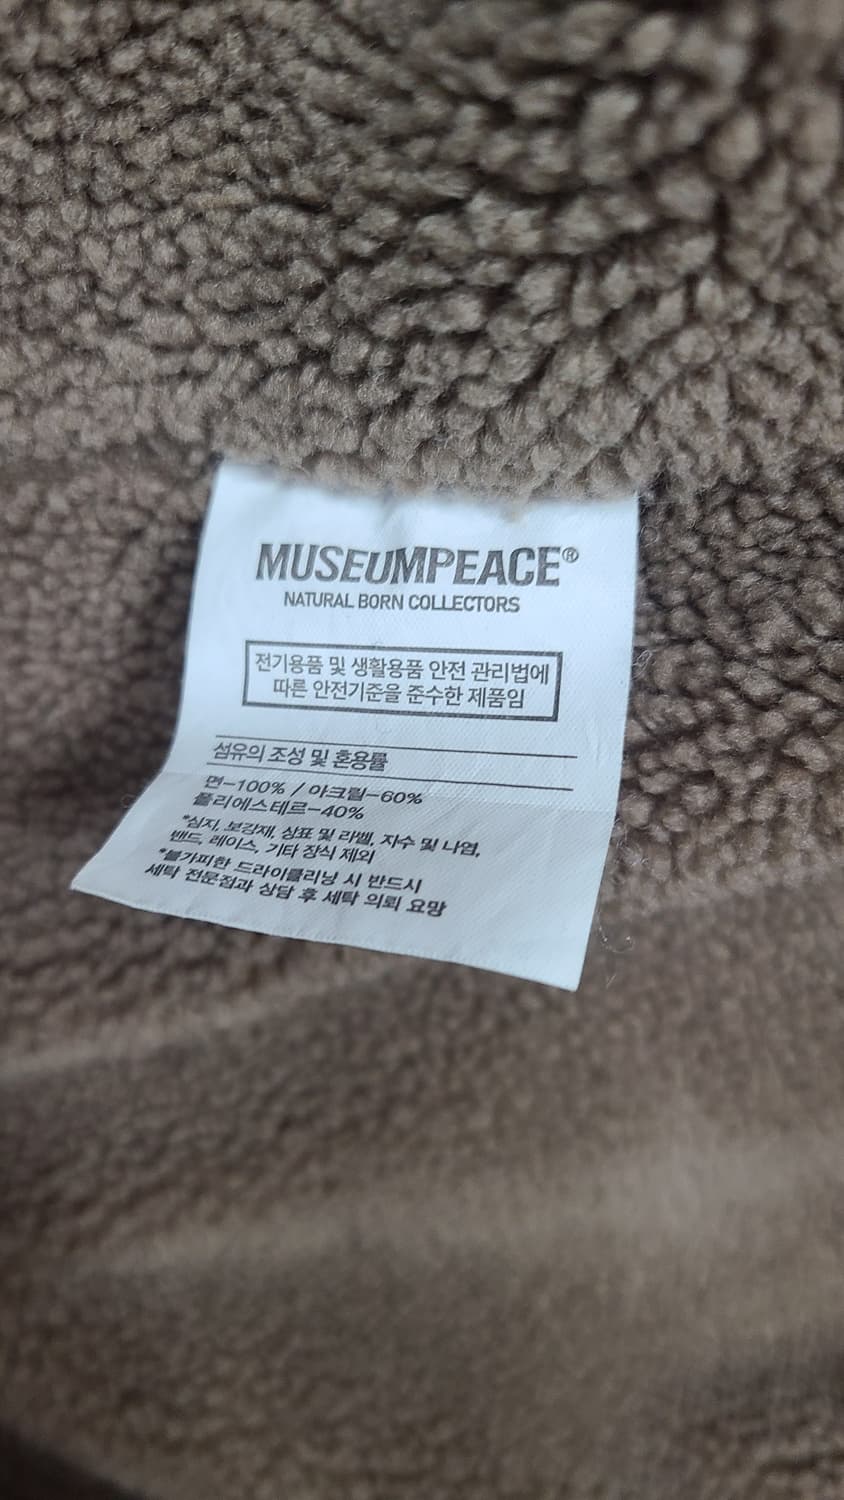 MUSEUMPEACE®
NATURAL BORN COLLECTORS
전기용품 및 생활용품 안전 관리법에
따른 안전기준을 준수한 제품임
섬유의 조성 및 혼용률
면-100% / 아크릴-60%
폴리에스테르-40%
*심지, 보강재, 상표 및 라벨, 자수 및 나염,
밴드, 레이스, 기타 장식 제외
*불가피한 드라이클리닝 시 반드시
세탁 전문점과 상담 후 세탁 의뢰 요망